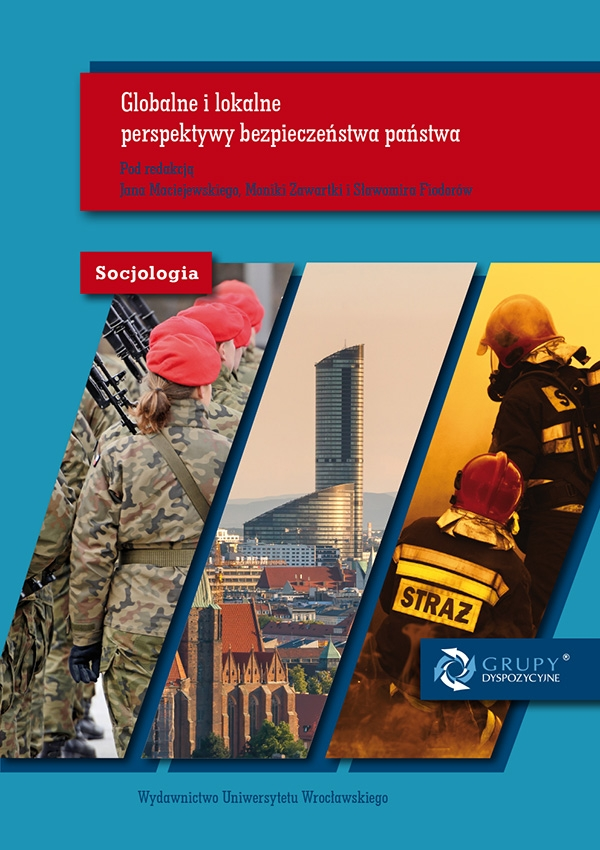 Globalne i lokalne
perspektywy bezpieczeństwa państwa
Pod redakcją
Jana Maciejewskiego, Moniki Zawartki i Sławomira Fiodorów
Socjologia
S
STRAŻ
GRUPY®
DYSPOZYCYJNE
Wydawnictwo Uniwersytetu Wrocławskiego